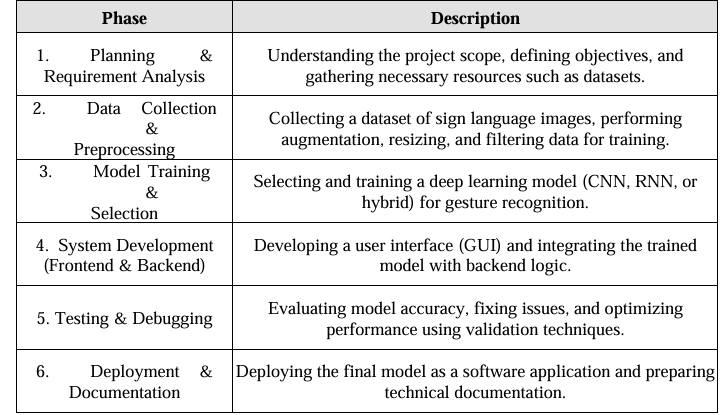 Phase Description
1. Planning &
Requirement Analysis
Understanding the project scope, defining objectives, and
gathering necessary resources such as datasets.
2. Data Collection
&
Preprocessing
Collecting a dataset of sign language images, performing
augmentation, resizing, and filtering data for training.
3. Model Training
&
Selection
Selecting and training a deep learning model (CNN, RNN, or
hybrid) for gesture recognition.
4. System Development
(Frontend & Backend)
Developing a user interface (GUI) and integrating the trained
model with backend logic.
5. Testing & Debugging
Evaluating model accuracy, fixing issues, and optimizing
performance using validation techniques.
6. Deployment &
Documentation
Deploying the final model as a software application and preparing
technical documentation.